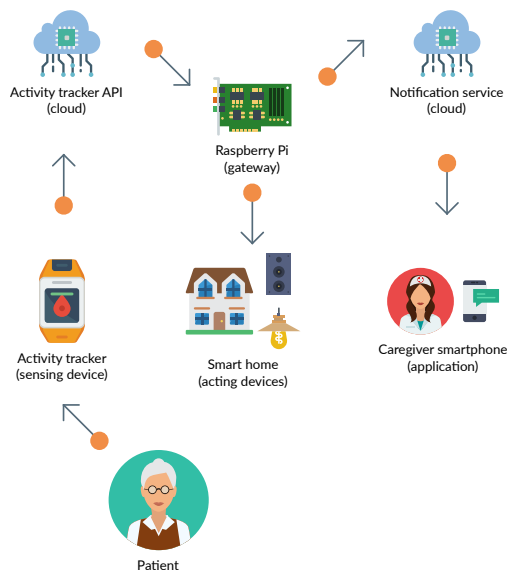 Activity tracker API
(cloud)
Notification service
(cloud)
Raspberry Pi
(gateway)
Activity tracker
(sensing device)
Smart home
(acting devices)
Caregiver smartphone
(application)
Patient